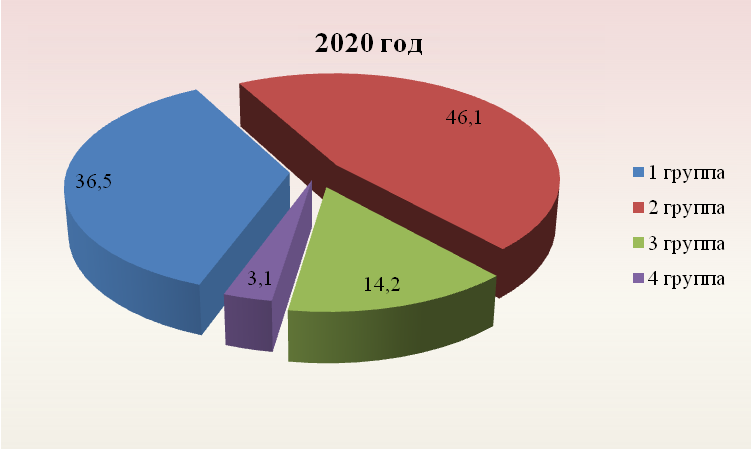 2020 год
46,1
36,5
3,1
14,2
1 группа
2 группа
3 группа
4 группа